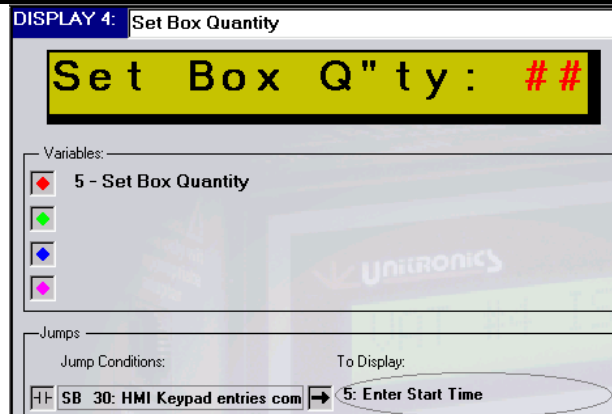 DISPLAY 4: Set Box Quantity
Set Box Q"ty: ##
Variables:
5 - Set Box Quantity
UNITRONICS
Jumps
Jump Conditions: To Display:
SB 30: HMI Keypad entries com 5: Enter Start Time